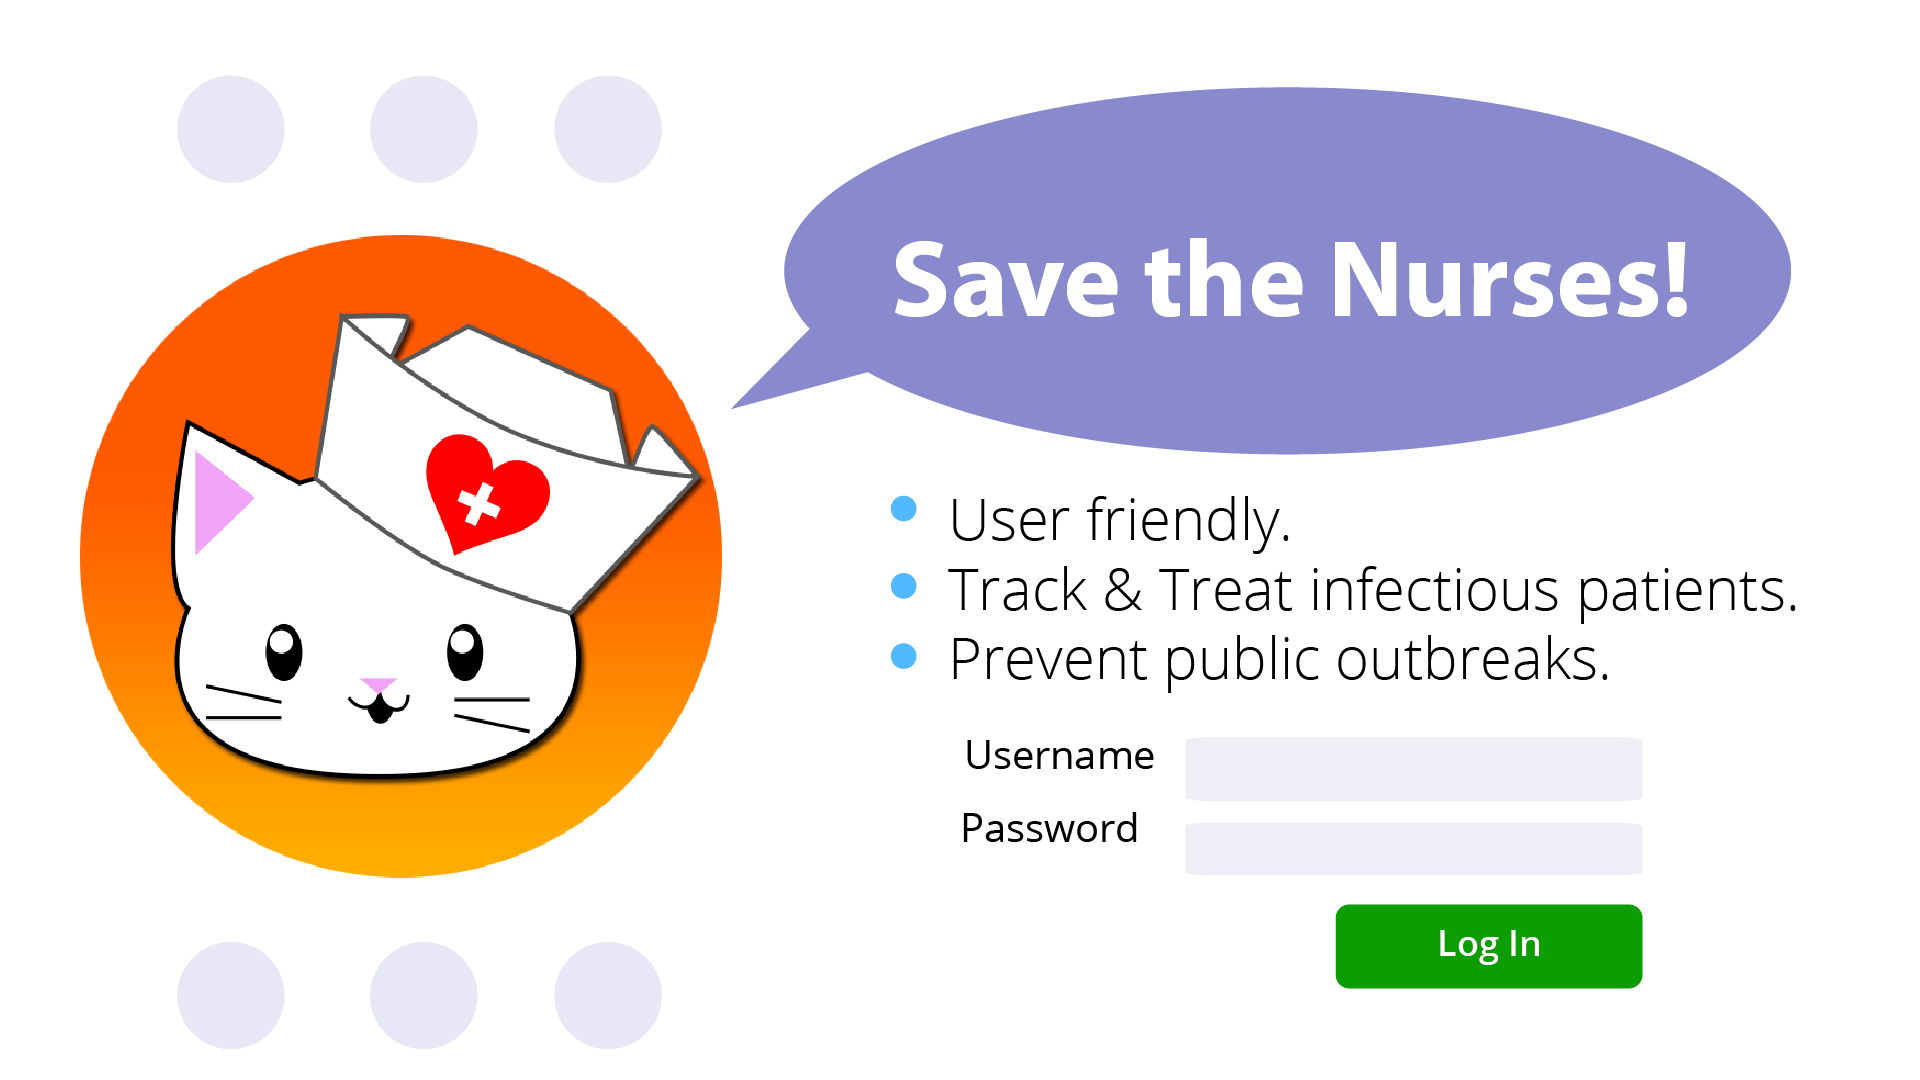 Save the Nurses!
User friendly.
Track & Treat infectious patients.
Prevent public outbreaks.
Username
Password
Log In